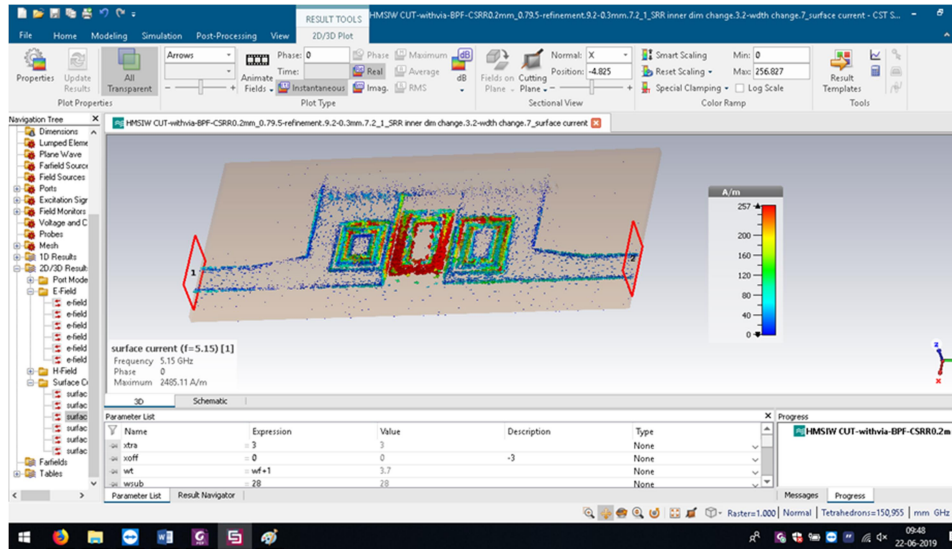 RESULT TOOLS
HMSIW CUT-withvia-BPF-CSRR0.2mm_0.79.5-refinement.9.2-0.3mm.7.2_1_SRR inner dim change.3.2-wdth change.7_surface current - CST S...
File Home Modeling Simulation Post-Processing View 2D/3D Plot
Properties
Update Results
Plot Properties
All Transparent
Arrows
Animate Fields
Phase: 0
Time:
Instantaneous
Phase
Real
Imag.
Maximum
Average
RMS
dB
dB
Plot Type
Fields on Plane
Cutting Plane
Normal: X
Position: -4.825
Sectional View
Smart Scaling
Reset Scaling
Special Clamping
Min: 0
Max: 256.827
Log Scale
Color Ramp
Result Templates
Tools
Navigation Tree
HMSIW CUT-withvia-BPF-CSRR0.2mm_0.79.5-refinement.9.2-0.3mm.7.2_1_SRR inner dim change.3.2-wdth change.7_surface current
Dimensions
Lumped Eleme
Plane Wave
Farfield Source
Field Sources
Ports
Excitation Sigr
Field Monitors
Voltage and C
Probes
Mesh
1D Results
2D/3D Result
Port Mode
E-Field
e-field
e-field
e-field
e-field
e-field
e-field
H-Field
Surface Cu
surfac
surfac
surfac
surfac
surfac
surfac
Farfields
Tables
1
A/m
257
200
160
120
80
40
0
z
x
surface current (f=5.15) [1]
Frequency 5.15 GHz
Phase 0
Maximum 2485.11 A/m
3D Schematic
Parameter List
Name Expression Value Description Type
xtra = 3 3 None
xoff = 0 0 -3 None
wt = wf+1 3.7 None
wsub = 28 28 None
Parameter List Result Navigator
Progress
HMSIW CUT-withvia-BPF-CSRR0.2m
Messages Progress
Raster=1.000 Normal Tetrahedrons=150,955 mm GHz
09:48
22-06-2019